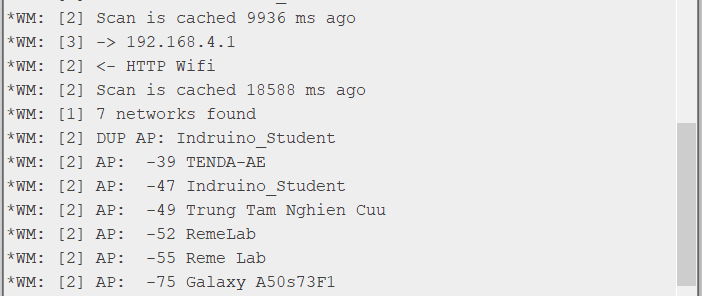 *WM: [2] Scan is cached 9936 ms ago
*WM: [3] -> 192.168.4.1
*WM: [2] <- HTTP Wifi
*WM: [2] Scan is cached 18588 ms ago
*WM: [1] 7 networks found
*WM: [2] DUP AP: Indruino_Student
*WM: [2] AP:  -39 TENDA-AE
*WM: [2] AP:  -47 Indruino_Student
*WM: [2] AP:  -49 Trung Tam Nghien Cuu
*WM: [2] AP:  -52 RemeLab
*WM: [2] AP:  -55 Reme Lab
*WM: [2] AP:  -75 Galaxy A50s73F1